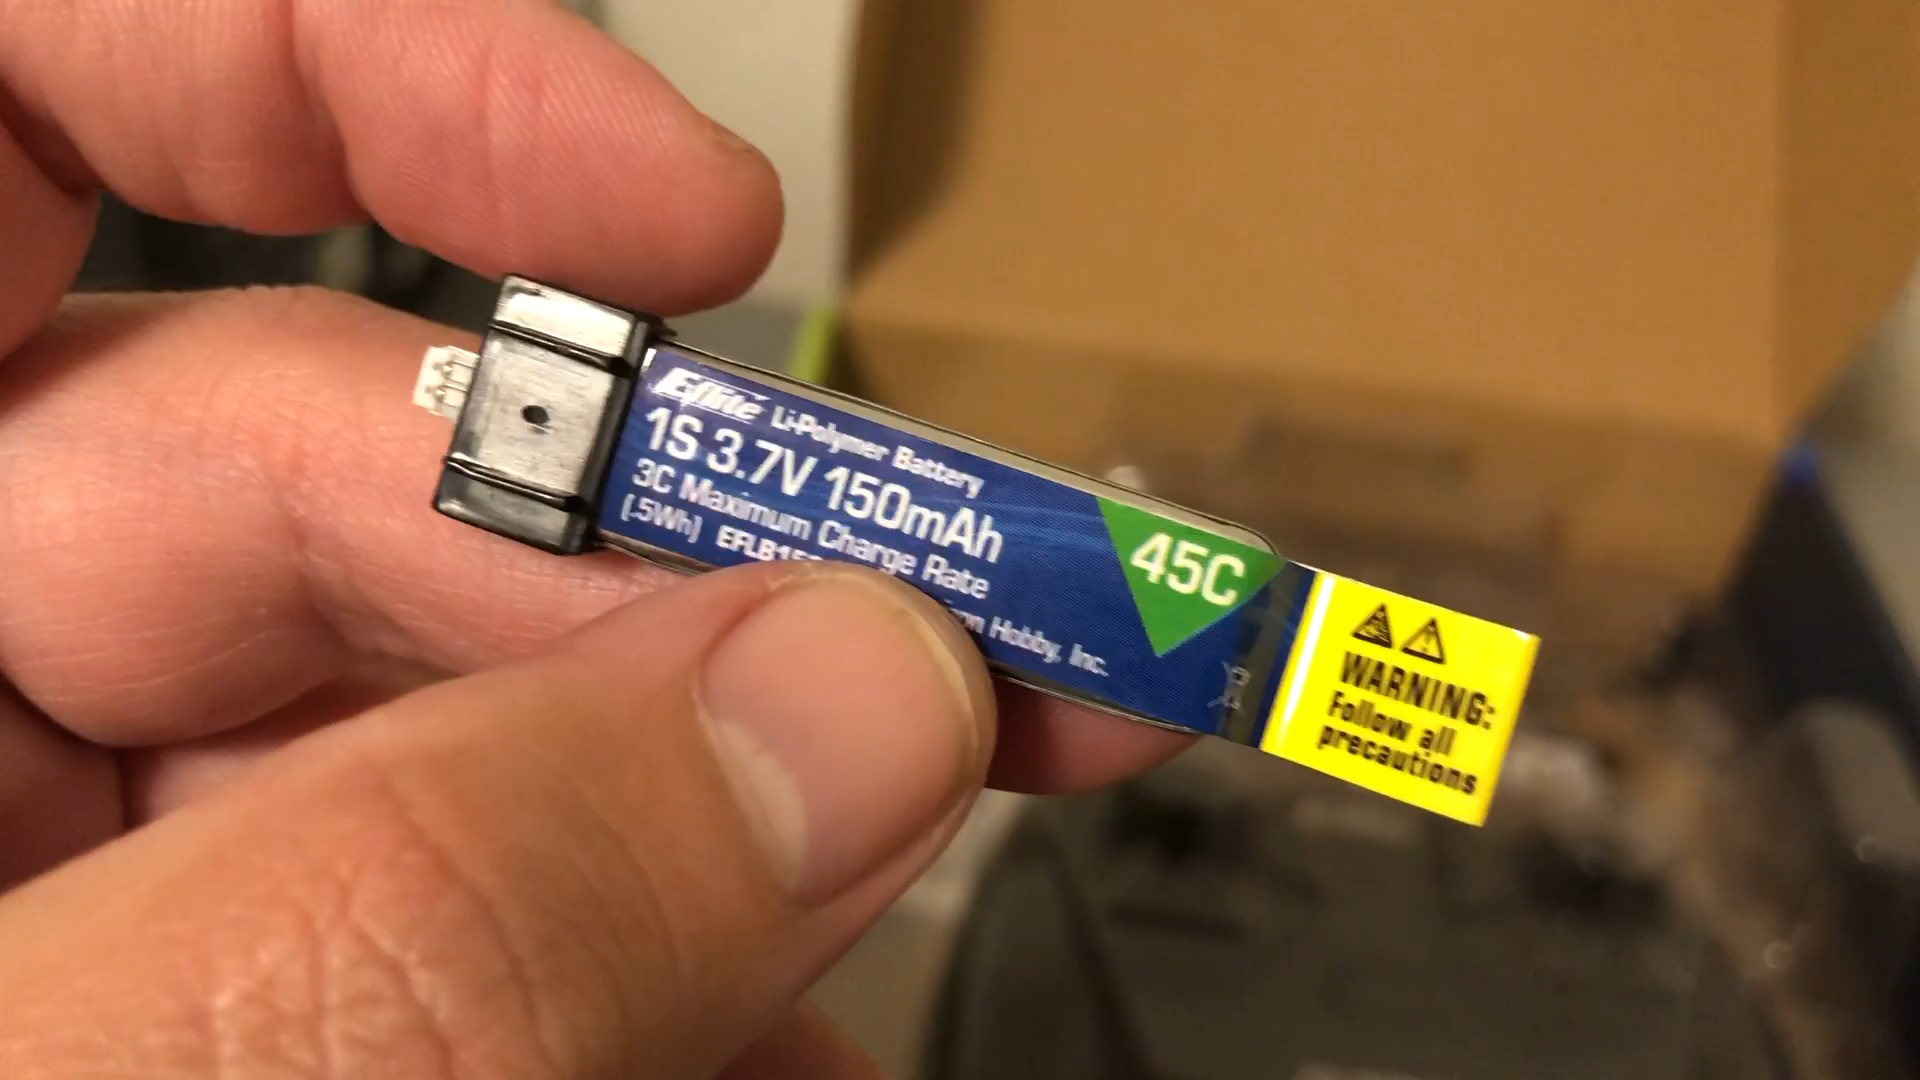 E-flite Li-Polymer Battery
1S 3.7V 150mAh
3C Maximum Charge Rate
(.5Wh) EFLB15
Hobby, Inc.
45C
WARNING:
Follow all
precautions